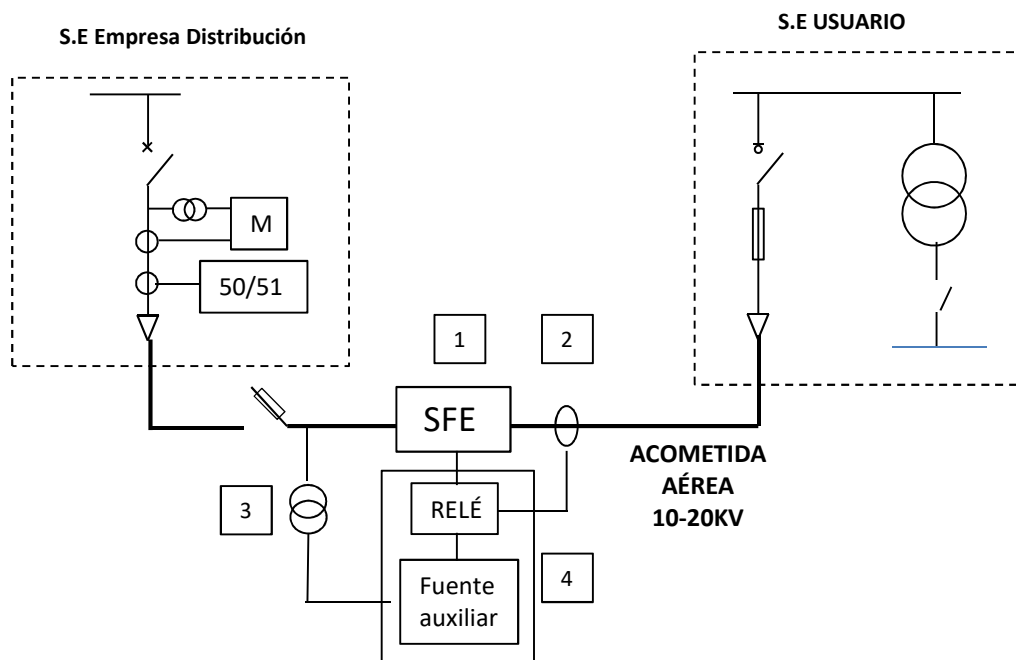 S.E Empresa Distribución
S.E USUARIO
M
50/51
1
2
SFE
ACOMETIDA
AÉREA
10-20KV
3
RELÉ
4
Fuente
auxiliar